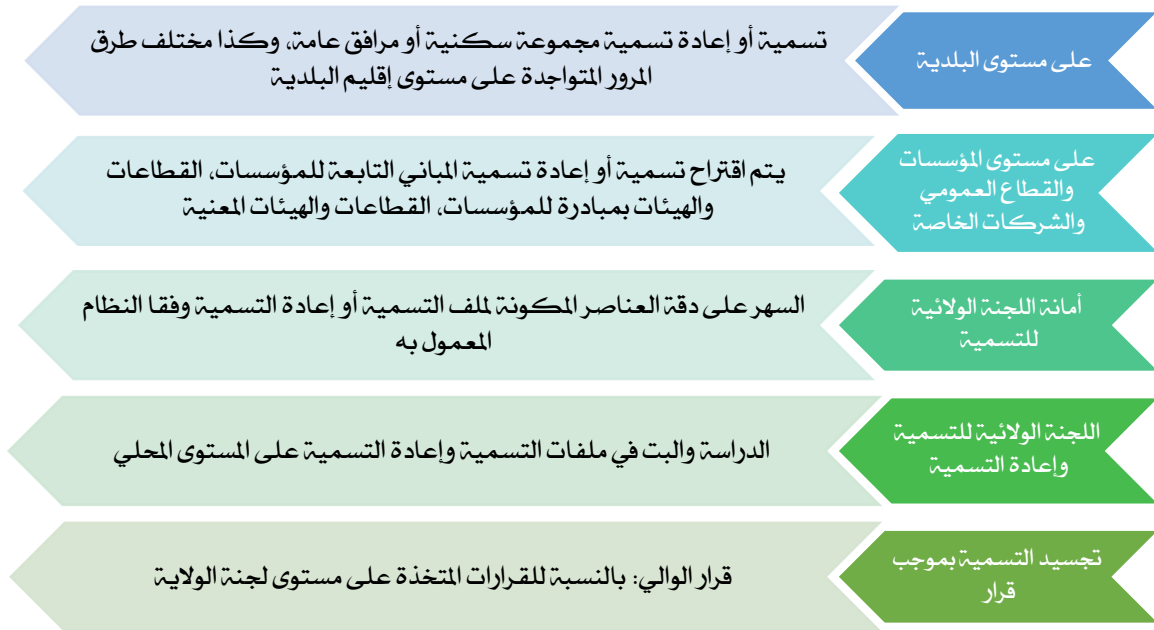 على مستوى البلدية
تسمية أو إعادة تسمية مجموعة سكنية أو مرافق عامة، وكذا مختلف طرق
المرور المتواجدة على مستوى إقليم البلدية
على مستوى المؤسسات
والقطاع العمومي
والشركات الخاصة
يتم اقتراح تسمية أو إعادة تسمية المباني التابعة للمؤسسات، القطاعات
والهيئات بمبادرة للمؤسسات، القطاعات والهيئات المعنية
أمانة اللجنة الولائية
للتسمية
السهر على دقة العناصر المكونة لملف التسمية أو إعادة التسمية وفقا النظام
المعمول به
اللجنة الولائية للتسمية
وإعادة التسمية
الدراسة والبت في ملفات التسمية وإعادة التسمية على المستوى المحلي
تجسيد التسمية بموجب
قرار
قرار الوالي: بالنسبة للقرارات المتخذة على مستوى لجنة الولاية